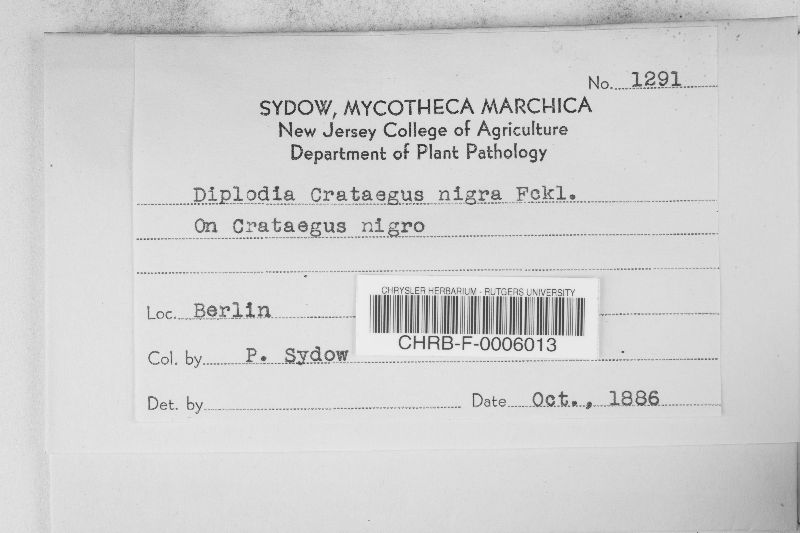 No. 1291
SYDOW, MYCOTHECA MARCHICA
New Jersey College of Agriculture
Department of Plant Pathology
Diplodia Crataegus nigra Fckl.
On Crataegus nigro
CHRYSLER HERBARIUM - RUTGERS UNIVERSITY
Loc. Berlin
CHRB-F-0006013
Col. by P. Sydow
Det. by Date Oct., 1886